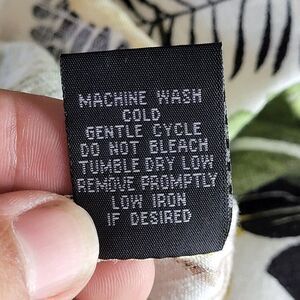 MACHINE WASH
COLD
GENTLE CYCLE
DO NOT BLEACH
TUMBLE DRY LOW
REMOVE PROMPTLY
LOW IRON
IF DESIRED